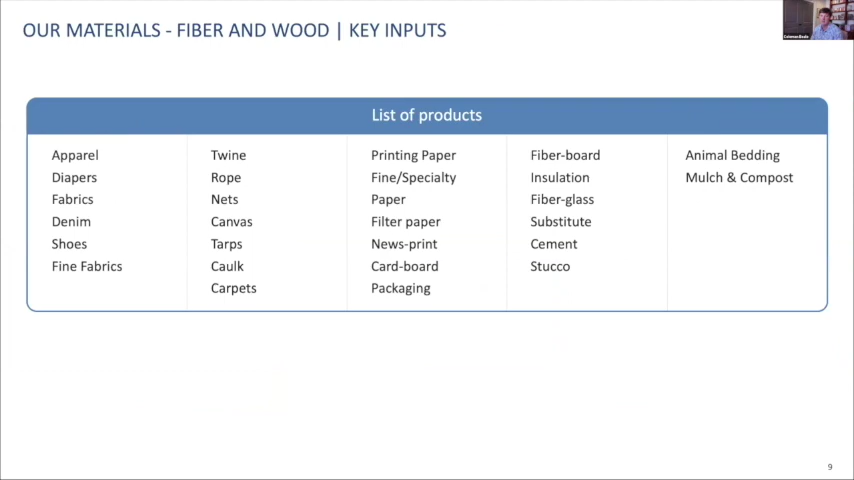 OUR MATERIALS - FIBER AND WOOD | KEY INPUTS
List of products
Apparel
Diapers
Fabrics
Denim
Shoes
Fine Fabrics
Twine
Rope
Nets
Canvas
Tarps
Caulk
Carpets
Printing Paper
Fine/Specialty
Paper
Filter paper
News-print
Card-board
Packaging
Fiber-board
Insulation
Fiber-glass
Substitute
Cement
Stucco
Animal Bedding
Mulch & Compost
9